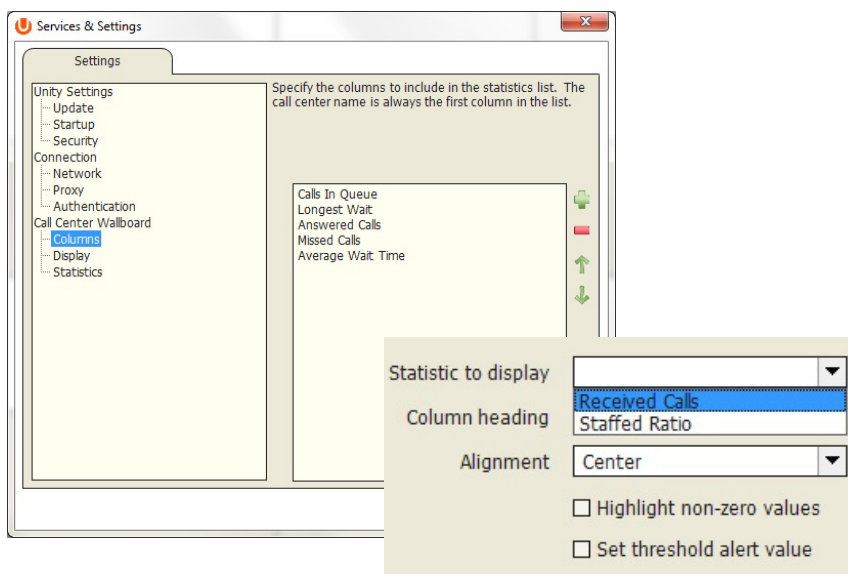 Services & Settings
Settings
Unity Settings
Update
Startup
Security
Connection
Network
Proxy
Authentication
Call Center Wallboard
Columns
Display
Statistics
Specify the columns to include in the statistics list. The
call center name is always the first column in the list.
Calls In Queue
Longest Wait
Answered Calls
Missed Calls
Average Wait Time
Statistic to display
Received Calls
Staffed Ratio
Column heading
Alignment
Center
Highlight non-zero values
Set threshold alert value